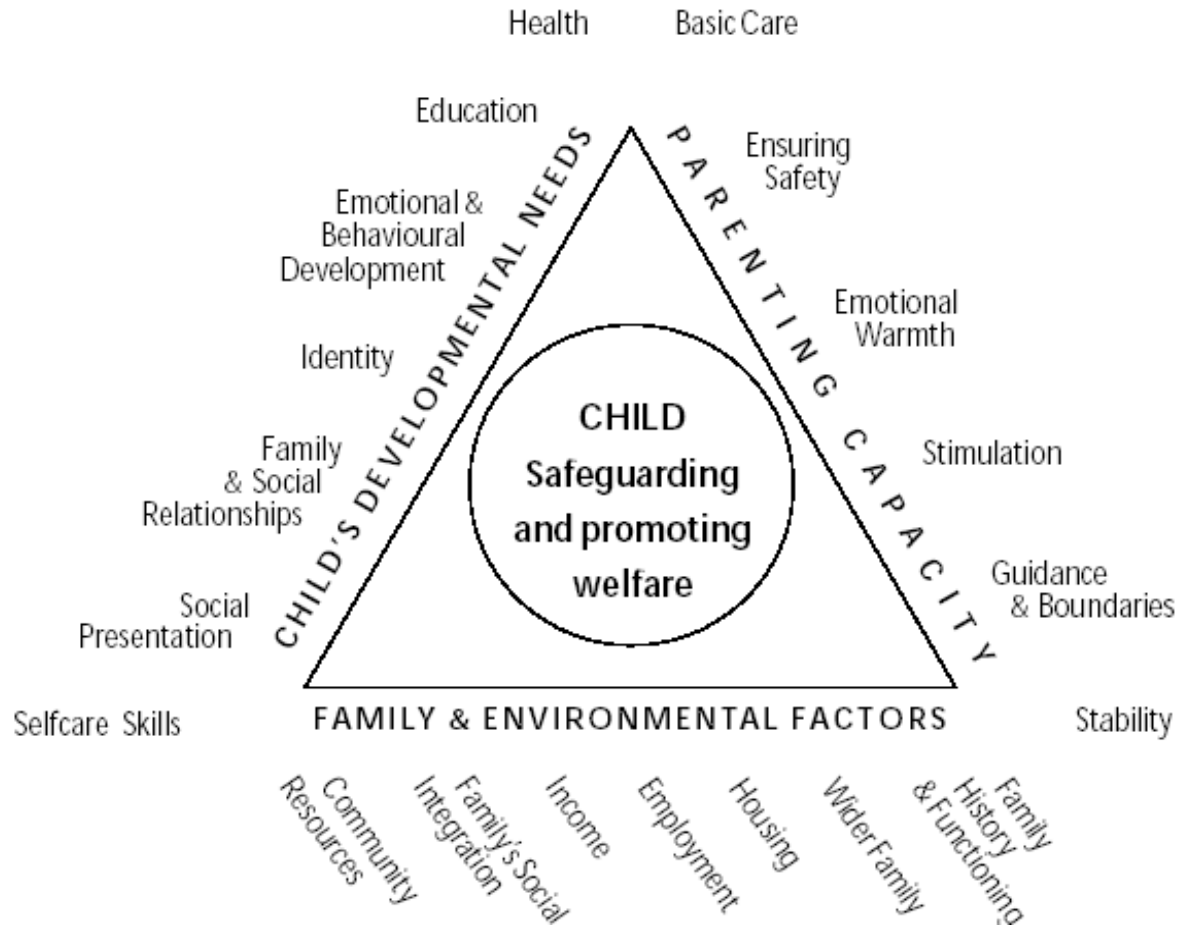 Health
Basic Care
Education
Ensuring
Safety
Emotional &
Behavioural
Development
Emotional
Warmth
Identity
Family
& Social
Relationships
Stimulation
Social
Presentation
Guidance
& Boundaries
Selfcare Skills
Stability
CHILD'S DEVELOPMENTAL NEEDS
PARENTING CAPACITY
CHILD
Safeguarding
and promoting
welfare
FAMILY & ENVIRONMENTAL FACTORS
Community
Resources
Family's Social
Integration
Income
Employment
Housing
Wider Family
Family
History
& Functioning